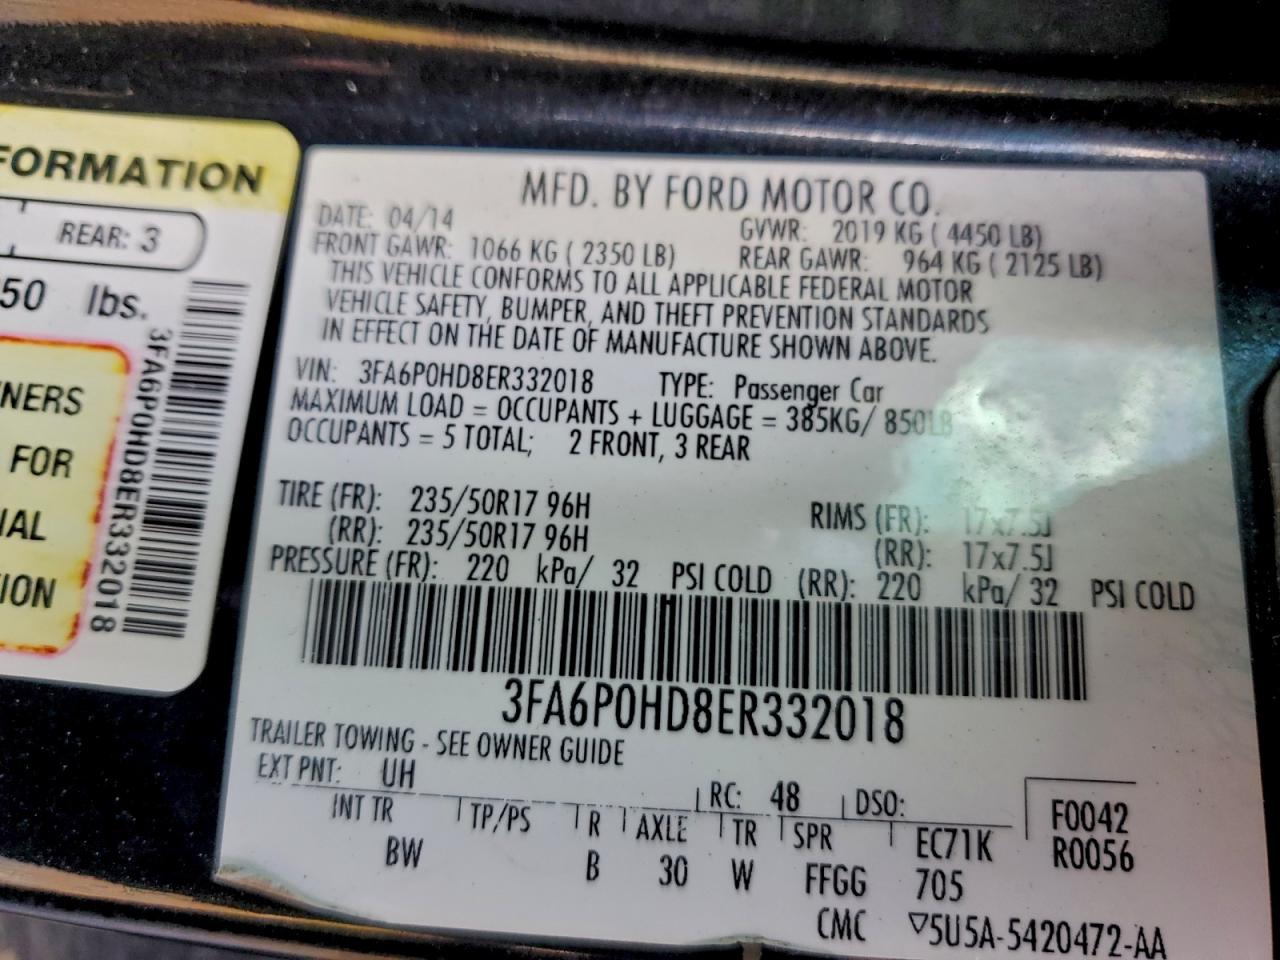 FORMATION
REAR: 3
50 lbs.
NERS
FOR
IAL
ION
3FA6P0HD8ER332018
MFD. BY FORD MOTOR CO.
DATE: 04/14 GVWR: 2019 KG ( 4450 LB)
FRONT GAWR: 1066 KG ( 2350 LB) REAR GAWR: 964 KG ( 2125 LB)
THIS VEHICLE CONFORMS TO ALL APPLICABLE FEDERAL MOTOR
VEHICLE SAFETY, BUMPER, AND THEFT PREVENTION STANDARDS
IN EFFECT ON THE DATE OF MANUFACTURE SHOWN ABOVE.
VIN: 3FA6P0HD8ER332018 TYPE: Passenger Car
MAXIMUM LOAD = OCCUPANTS + LUGGAGE = 385KG/ 850LB
OCCUPANTS = 5 TOTAL; 2 FRONT, 3 REAR
TIRE (FR): 235/50R17 96H RIMS (FR): 17x7.5J
(RR): 235/50R17 96H (RR): 17x7.5J
PRESSURE (FR): 220 kPa/ 32 PSI COLD (RR): 220 kPa/ 32 PSI COLD
3FA6P0HD8ER332018
TRAILER TOWING - SEE OWNER GUIDE
EXT PNT: UH RC: 48 DSO: F0042
INT TR TP/PS R AXLE TR SPR EC71K R0056
BW B 30 W FFGG 705
CMC ▽5U5A-5420472-AA